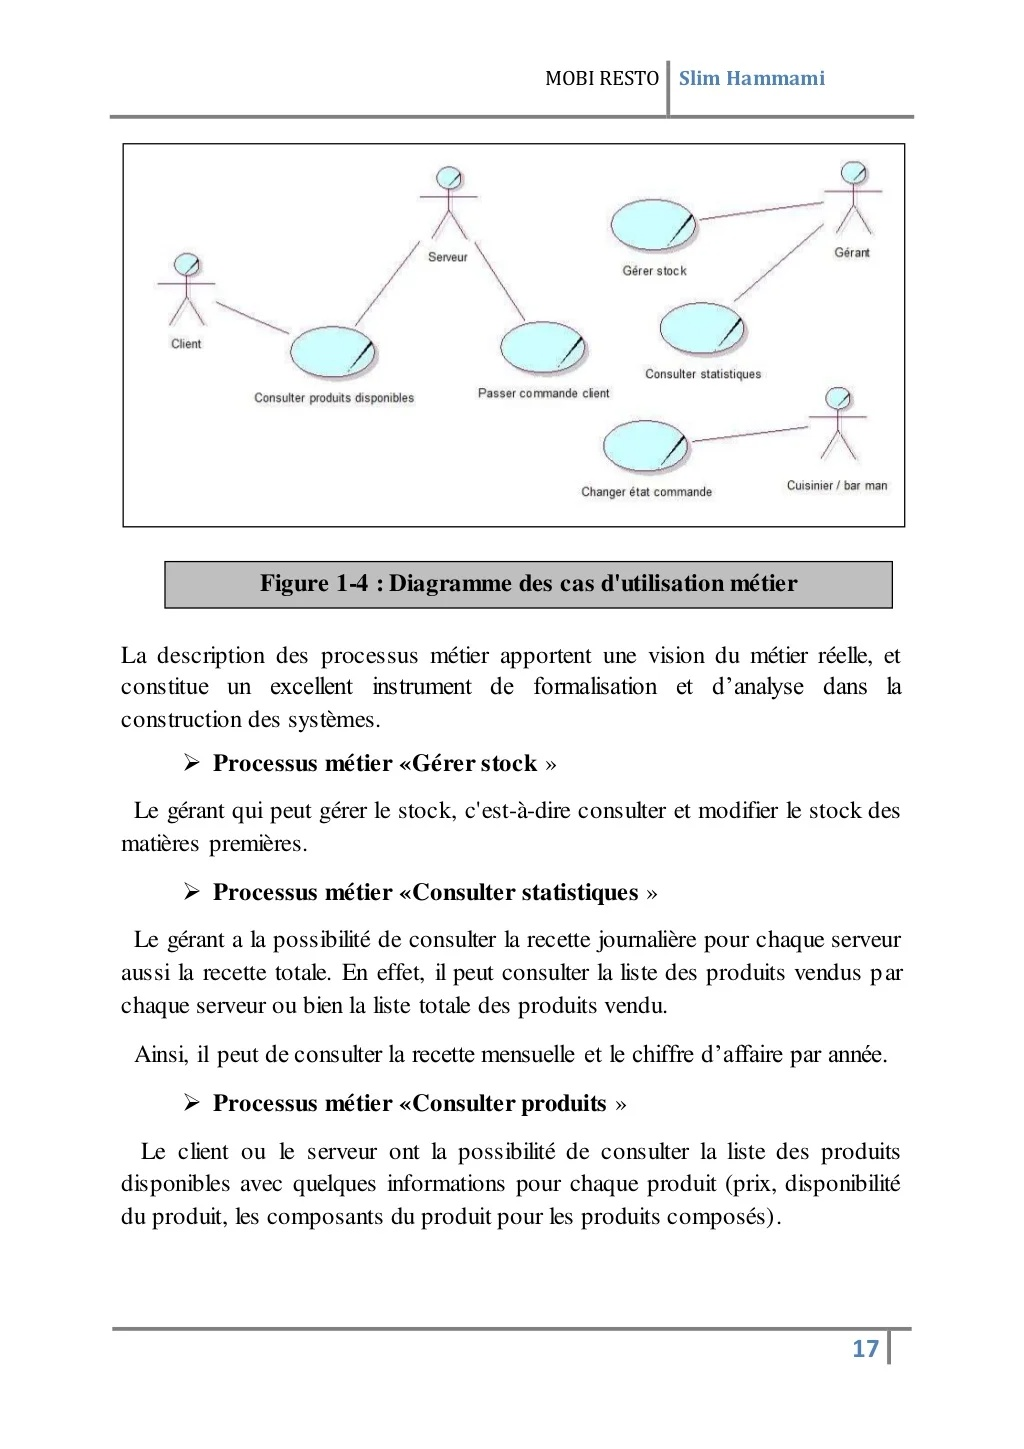 MOBI RESTO Slim Hammami
Serveur
Gérant
Gérer stock
Client
Consulter statistiques
Consulter produits disponibles
Passer commande client
Changer état commande
Cuisinier / bar man
Figure 1-4 : Diagramme des cas d'utilisation métier
La description des processus métier apportent une vision du métier réelle, et
constitue un excellent instrument de formalisation et d’analyse dans la
construction des systèmes.
➢ Processus métier «Gérer stock »
Le gérant qui peut gérer le stock, c'est-à-dire consulter et modifier le stock des
matières premières.
➢ Processus métier «Consulter statistiques »
Le gérant a la possibilité de consulter la recette journalière pour chaque serveur
aussi la recette totale. En effet, il peut consulter la liste des produits vendus par
chaque serveur ou bien la liste totale des produits vendu.
Ainsi, il peut de consulter la recette mensuelle et le chiffre d’affaire par année.
➢ Processus métier «Consulter produits »
Le client ou le serveur ont la possibilité de consulter la liste des produits
disponibles avec quelques informations pour chaque produit (prix, disponibilité
du produit, les composants du produit pour les produits composés).
17